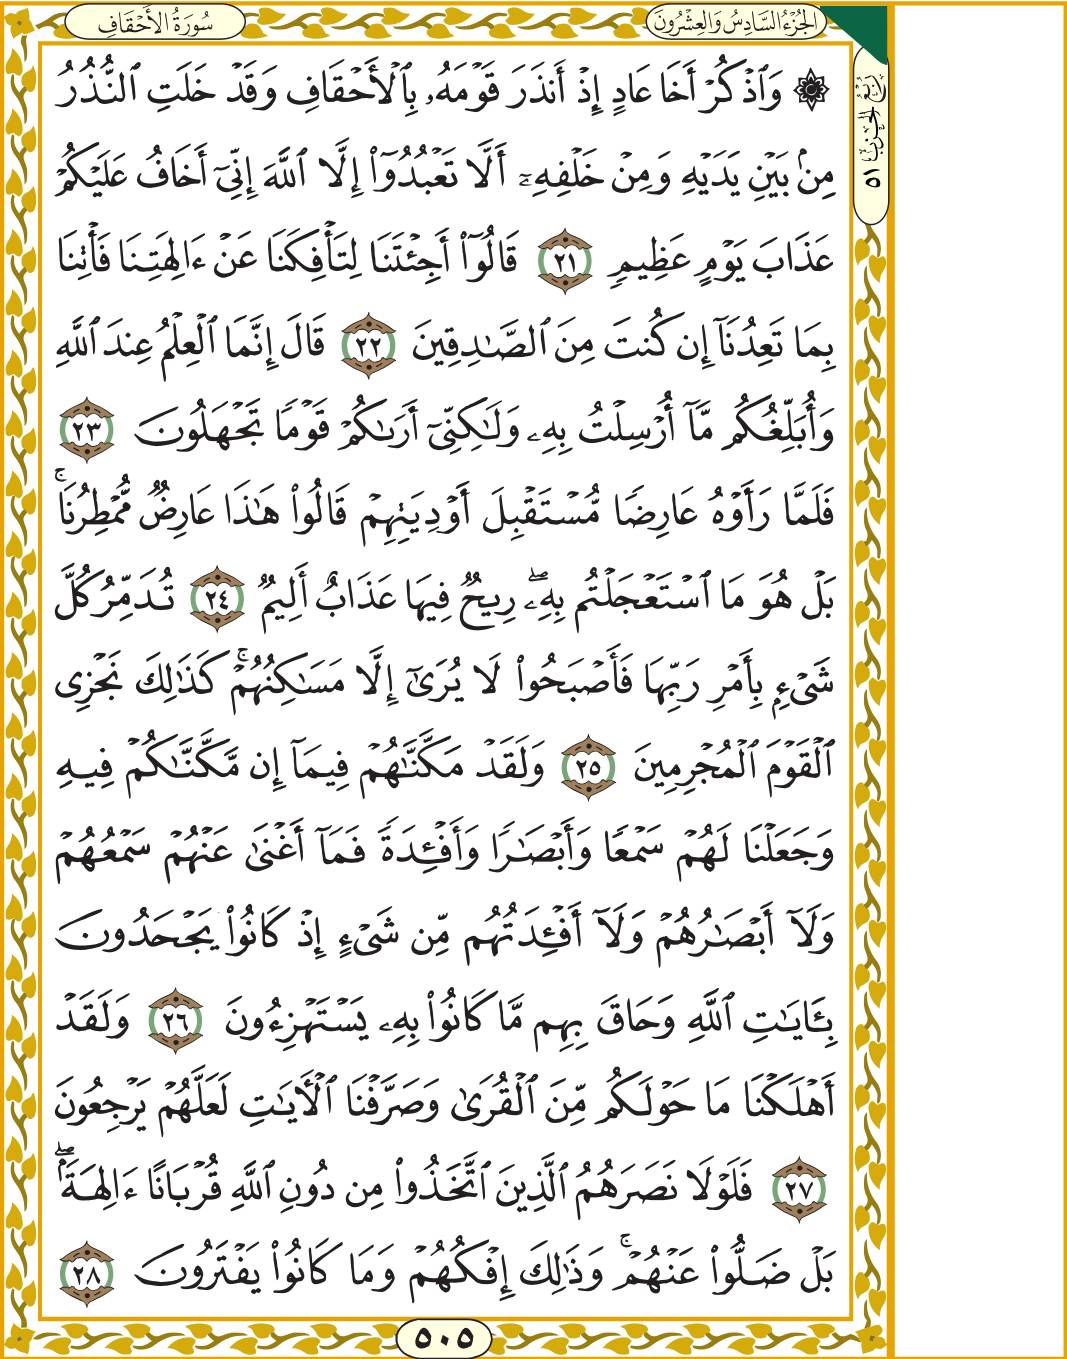 الجُزْءُ السَّادِسُ وَالعِشْرُونَ
سُورَةُ الأَحْقَافِ
رُبْعُ الحِزْبِ ٥١
۞ وَٱذۡكُرۡ أَخَا عَادٍ إِذۡ أَنذَرَ قَوۡمَهُۥ بِٱلۡأَحۡقَافِ وَقَدۡ خَلَتِ ٱلنُّذُرُ
مِنۢ بَيۡنِ يَدَيۡهِ وَمِنۡ خَلۡفِهِۦٓ أَلَّا تَعۡبُدُوٓاْ إِلَّا ٱللَّهَ إِنِّيٓ أَخَافُ عَلَيۡكُمۡ
عَذَابَ يَوۡمٍ عَظِيمٖ ٢١ قَالُوٓاْ أَجِئۡتَنَا لِتَأۡفِكَنَا عَنۡ ءَالِهَتِنَا فَأۡتِنَا
بِمَا تَعِدُنَآ إِن كُنتَ مِنَ ٱلصَّٰدِقِينَ ٢٢ قَالَ إِنَّمَا ٱلۡعِلۡمُ عِندَ ٱللَّهِ
وَأُبَلِّغُكُم مَّآ أُرۡسِلۡتُ بِهِۦ وَلَٰكِنِّيٓ أَرَىٰكُمۡ قَوۡمٗا تَجۡهَلُونَ ٢٣
فَلَمَّا رَأَوۡهُ عَارِضٗا مُّسۡتَقۡبِلَ أَوۡدِيَتِهِمۡ قَالُواْ هَٰذَا عَارِضٞ مُّمۡطِرُنَاۚ
بَلۡ هُوَ مَا ٱسۡتَعۡجَلۡتُم بِهِۦۖ رِيحٞ فِيهَا عَذَابٌ أَلِيمٞ ٢٤ تُدَمِّرُ كُلَّ
شَيۡءِۭ بِأَمۡرِ رَبِّهَا فَأَصۡبَحُواْ لَا يُرَىٰٓ إِلَّا مَسَٰكِنُهُمۡۚ كَذَٰلِكَ نَجۡزِي
ٱلۡقَوۡمَ ٱلۡمُجۡرِمِينَ ٢٥ وَلَقَدۡ مَكَّنَّٰهُمۡ فِيمَآ إِن مَّكَّنَّٰكُمۡ فِيهِ
وَجَعَلۡنَا لَهُمۡ سَمۡعٗا وَأَبۡصَٰرٗا وَأَفۡـِٔدَةٗ فَمَآ أَغۡنَىٰ عَنۡهُمۡ سَمۡعُهُمۡ
وَلَآ أَبۡصَٰرُهُمۡ وَلَآ أَفۡـِٔدَتُهُم مِّن شَيۡءٍ إِذۡ كَانُواْ يَجۡحَدُونَ
بِـَٔايَٰتِ ٱللَّهِ وَحَاقَ بِهِم مَّا كَانُواْ بِهِۦ يَسۡتَهۡزِءُونَ ٢٦ وَلَقَدۡ
أَهۡلَكۡنَا مَا حَوۡلَكُم مِّنَ ٱلۡقُرَىٰ وَصَرَّفۡنَا ٱلۡأٓيَٰتِ لَعَلَّهُمۡ يَرۡجِعُونَ
٢٧ فَلَوۡلَا نَصَرَهُمُ ٱلَّذِينَ ٱتَّخَذُواْ مِن دُونِ ٱللَّهِ قُرۡبَانًا ءَالِهَةَۢۖ
بَلۡ ضَلُّواْ عَنۡهُمۡۚ وَذَٰلِكَ إِفۡكُهُمۡ وَمَا كَانُواْ يَفۡتَرُونَ ٢٨
٥٠٥